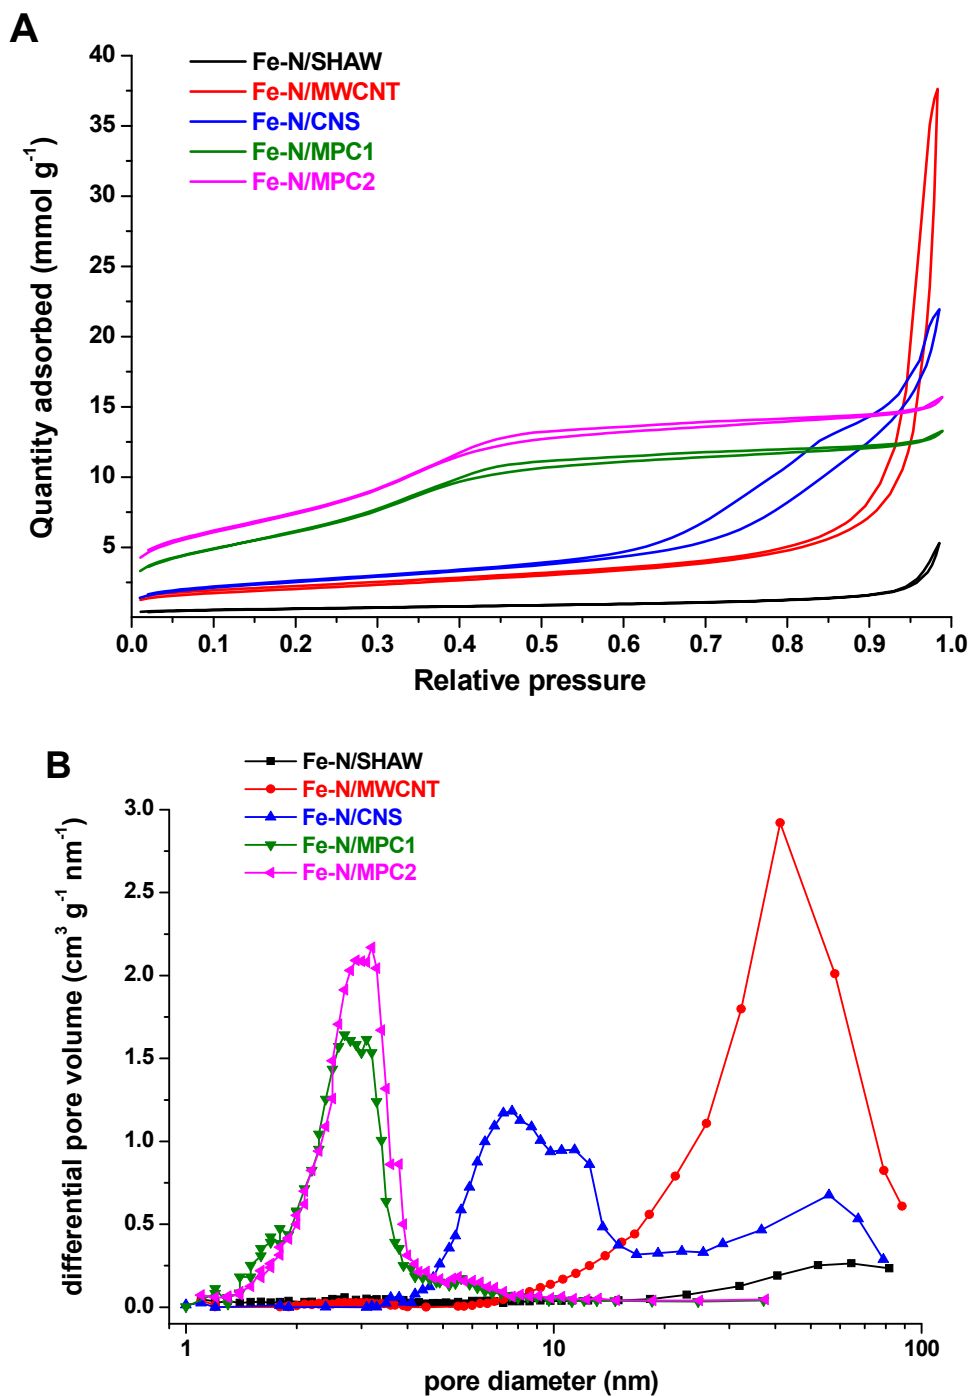 A
Fe-N/SHAW
Fe-N/MWCNT
Fe-N/CNS
Fe-N/MPC1
Fe-N/MPC2
Quantity adsorbed (mmol g⁻¹)
40
35
30
25
20
15
10
5
0.0 0.1 0.2 0.3 0.4 0.5 0.6 0.7 0.8 0.9 1.0
Relative pressure
B
Fe-N/SHAW
Fe-N/MWCNT
Fe-N/CNS
Fe-N/MPC1
Fe-N/MPC2
differential pore volume (cm³ g⁻¹ nm⁻¹)
3.0
2.5
2.0
1.5
1.0
0.5
0.0
1 10 100
pore diameter (nm)